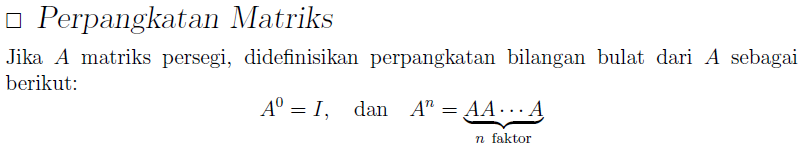 □ Perpangkatan Matriks
Jika A matriks persegi, didefinisikan perpangkatan bilangan bulat dari A sebagai
berikut:
A⁰ = I, dan Aⁿ = AA⋯A
n faktor